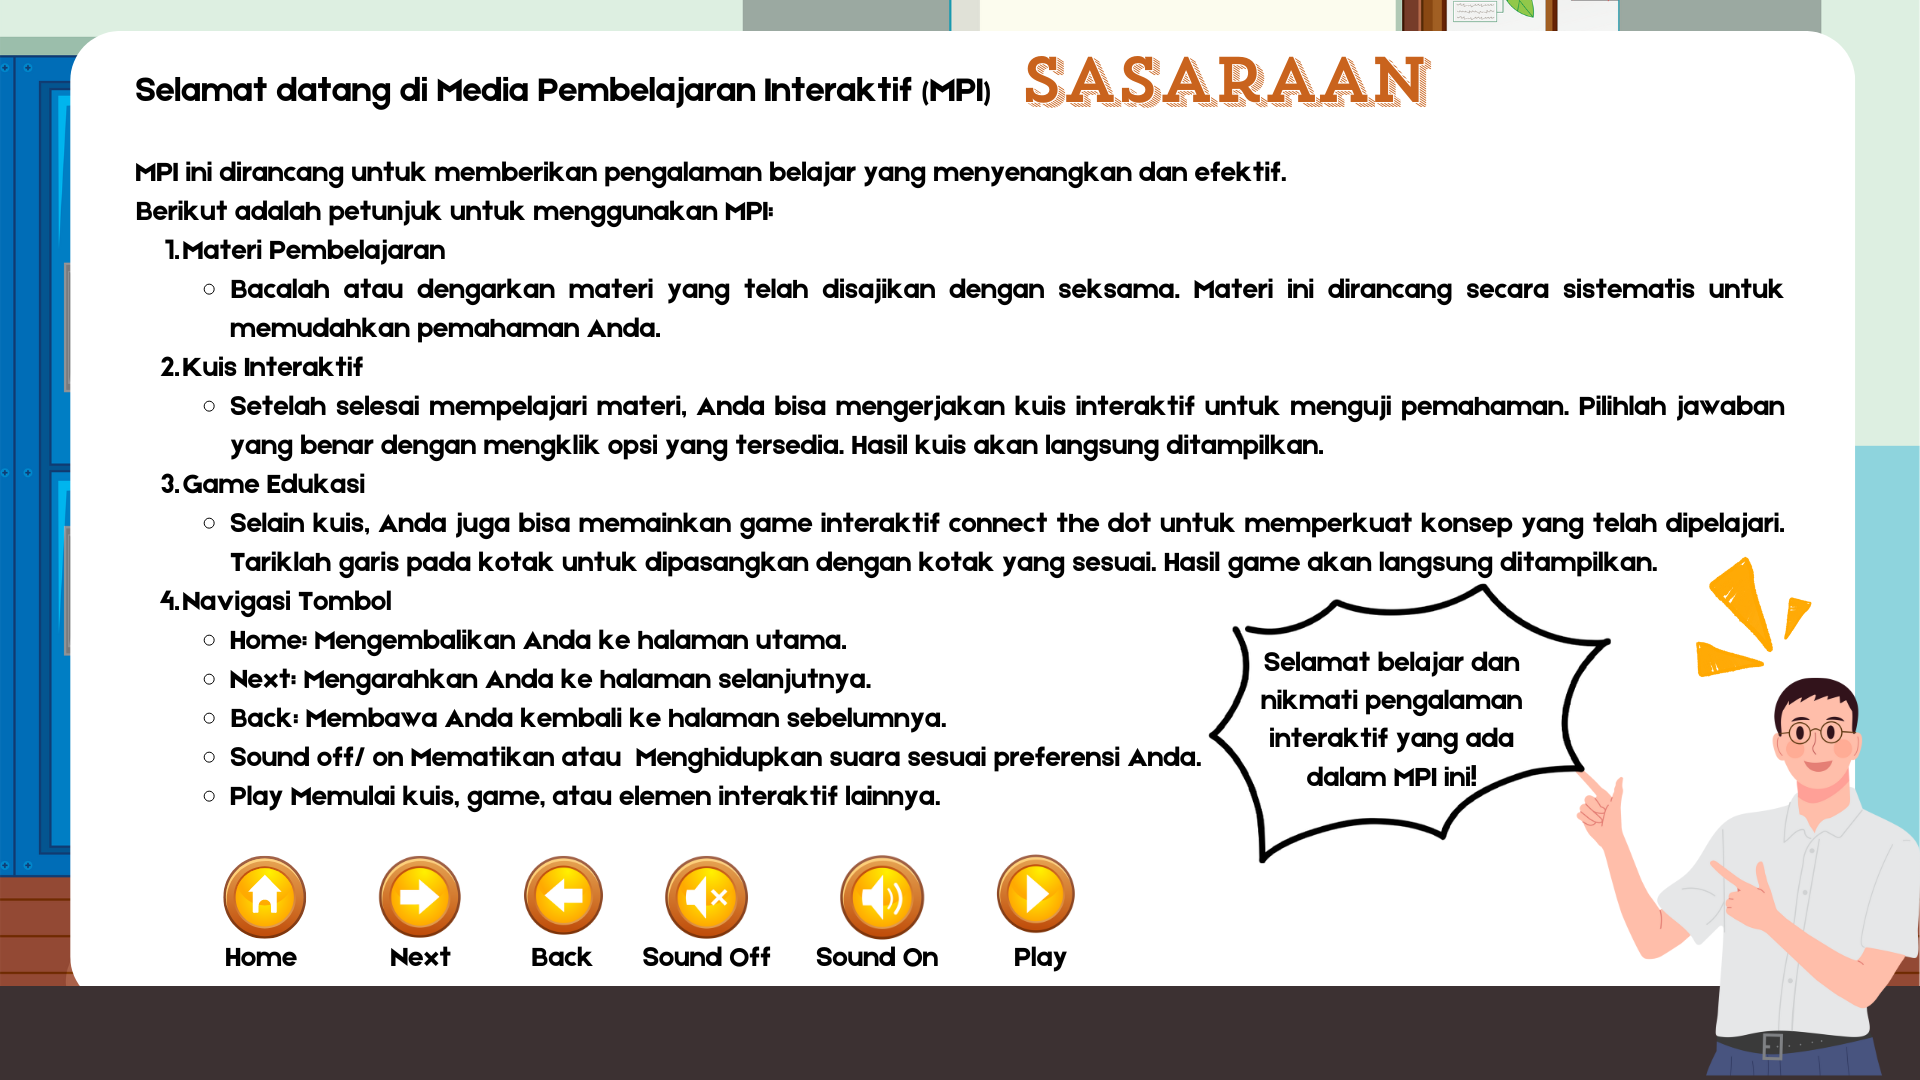 Selamat datang di Media Pembelajaran Interaktif (MPI) SASARAAN
MPI ini dirancang untuk memberikan pengalaman belajar yang menyenangkan dan efektif.
Berikut adalah petunjuk untuk menggunakan MPI:
1. Materi Pembelajaran
Bacalah atau dengarkan materi yang telah disajikan dengan seksama. Materi ini dirancang secara sistematis untuk
memudahkan pemahaman Anda.
2. Kuis Interaktif
Setelah selesai mempelajari materi, Anda bisa mengerjakan kuis interaktif untuk menguji pemahaman. Pilihlah jawaban
yang benar dengan mengklik opsi yang tersedia. Hasil kuis akan langsung ditampilkan.
3. Game Edukasi
Selain kuis, Anda juga bisa memainkan game interaktif connect the dot untuk memperkuat konsep yang telah dipelajari.
Tariklah garis pada kotak untuk dipasangkan dengan kotak yang sesuai. Hasil game akan langsung ditampilkan.
4. Navigasi Tombol
Home: Mengembalikan Anda ke halaman utama.
Next: Mengarahkan Anda ke halaman selanjutnya.
Back: Membawa Anda kembali ke halaman sebelumnya.
Sound off/ on Mematikan atau  Menghidupkan suara sesuai preferensi Anda.
Play Memulai kuis, game, atau elemen interaktif lainnya.
Selamat belajar dan
nikmati pengalaman
interaktif yang ada
dalam MPI ini!
Home Next Back Sound Off Sound On Play